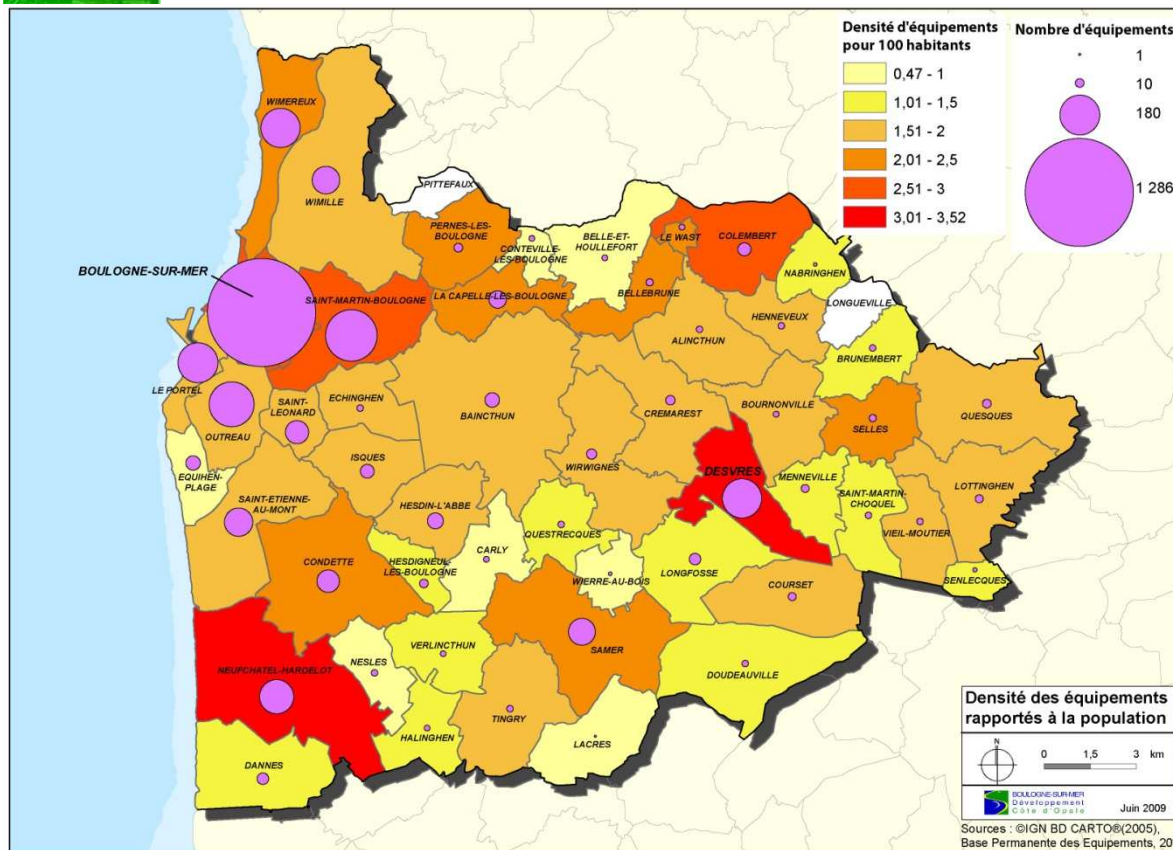 Densité d'équipements
pour 100 habitants
0,47 - 1
1,01 - 1,5
1,51 - 2
2,01 - 2,5
2,51 - 3
3,01 - 3,52
Nombre d'équipements
1
10
180
1 286
WIMEREUX
WIMILLE
PITTEFAUX
PERNES-LES-
BOULOGNE
CONTEVILLE-
LES-BOULOGNE
BELLE-ET-
HOULLEFORT
LE WAST
COLEMBERT
NABRINGHEN
BOULOGNE-SUR-MER
SAINT-MARTIN-BOULOGNE
LA CAPELLE-LES-BOULOGNE
BELLEBRUNE
LONGUEVILLE
HENNEVEUX
ALINCTHUN
BRUNEMBERT
LE PORTEL
OUTREAU
SAINT-
LEONARD
ECHINGHEN
BAINCTHUN
CREMAREST
BOURNONVILLE
SELLES
QUESQUES
EQUIHEN-
PLAGE
ISQUES
WIRWIGNES
DESVRES
MENNEVILLE
SAINT-MARTIN-
CHOQUEL
LOTTINGHEN
SAINT-ETIENNE-
AU-MONT
HESDIN-L'ABBE
QUESTRECQUES
VIEIL-MOUTIER
CONDETTE
HESDIGNEUL-
LES-BOULOGNE
CARLY
WIERRE-AU-BOIS
LONGFOSSE
COURSET
SENLECQUES
NEUFCHATEL-HARDELOT
NESLES
VERLINCTHUN
SAMER
DOUDEAUVILLE
DANNES
HALINGHEN
TINGRY
LACRES
Densité des équipements
rapportés à la population
N
0 1,5 3 km
BOULOGNE-SUR-MER
Développement
Côte d'Opale
Juin 2009
Sources : ©IGN BD CARTO®(2005),
Base Permanente des Equipements, 20